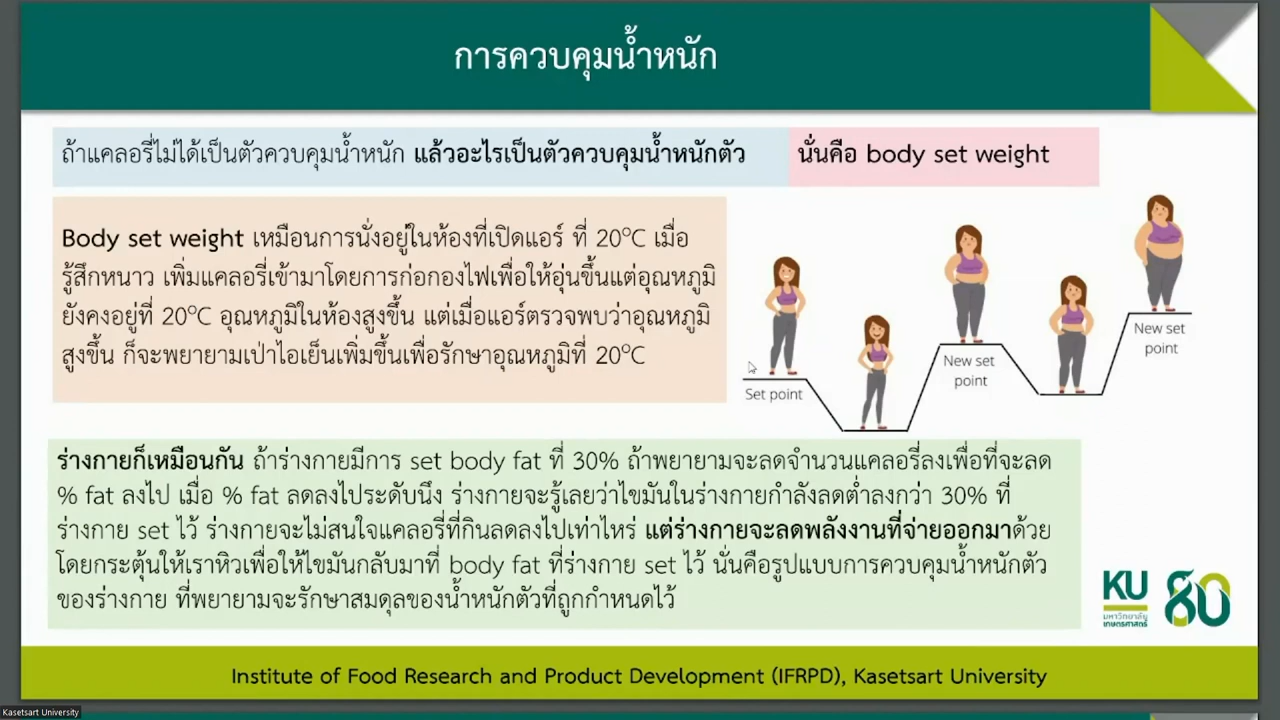 การควบคุมน้ำหนัก
ถ้าแคลอรี่ไม่ได้เป็นตัวควบคุมน้ำหนัก แล้วอะไรเป็นตัวควบคุมน้ำหนักตัว นั่นคือ body set weight
Body set weight เหมือนการนั่งอยู่ในห้องที่เปิดแอร์ ที่ 20°C เมื่อ
รู้สึกหนาว เพิ่มแคลอรี่เข้ามาโดยการก่อกองไฟเพื่อให้อุ่นขึ้นแต่อุณหภูมิ
ยังคงอยู่ที่ 20°C อุณหภูมิในห้องสูงขึ้น แต่เมื่อแอร์ตรวจพบว่าอุณหภูมิ
สูงขึ้น ก็จะพยายามเป่าไอเย็นเพิ่มขึ้นเพื่อรักษาอุณหภูมิที่ 20°C
Set point
New set
point
New set
point
ร่างกายก็เหมือนกัน ถ้าร่างกายมีการ set body fat ที่ 30% ถ้าพยายามจะลดจำนวนแคลอรี่ลงเพื่อที่จะลด
% fat ลงไป เมื่อ % fat ลดลงไประดับนึง ร่างกายจะรู้เลยว่าไขมันในร่างกายกำลังลดต่ำลงกว่า 30% ที่
ร่างกาย set ไว้ ร่างกายจะไม่สนใจแคลอรี่ที่กินลดลงไปเท่าไหร่ แต่ร่างกายจะลดพลังงานที่จ่ายออกมาด้วย
โดยกระตุ้นให้เราหิวเพื่อให้ไขมันกลับมาที่ body fat ที่ร่างกาย set ไว้ นั่นคือรูปแบบการควบคุมน้ำหนักตัว
ของร่างกาย ที่พยายามจะรักษาสมดุลของน้ำหนักตัวที่ถูกกำหนดไว้
KU 80
มหาวิทยาลัย
เกษตรศาสตร์
Institute of Food Research and Product Development (IFRPD), Kasetsart University
Kasetsart University